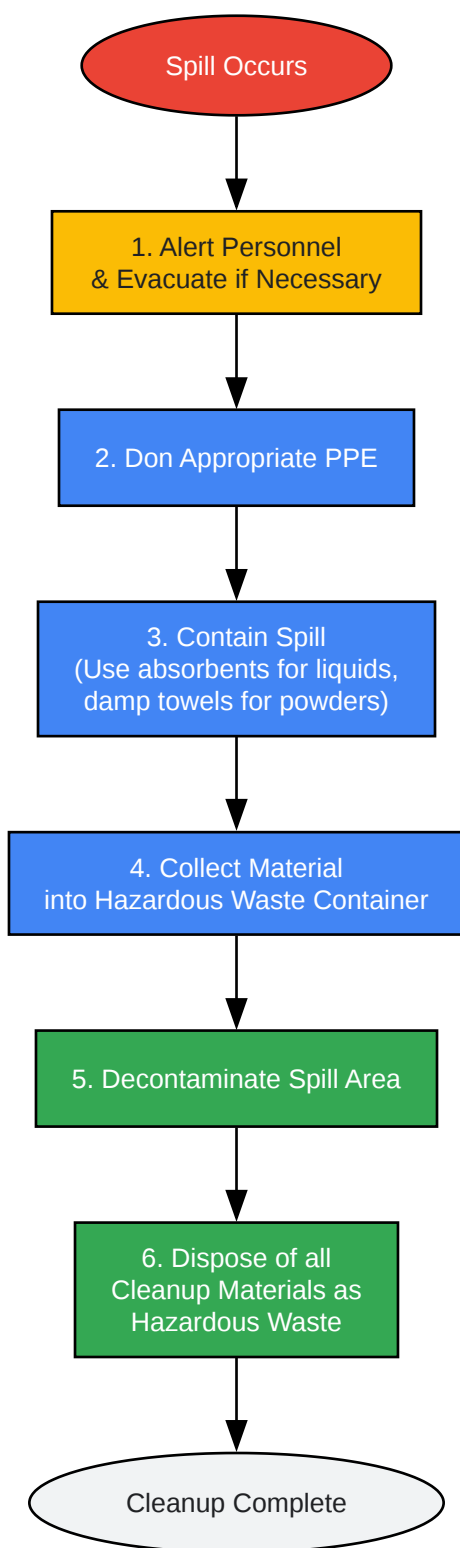 Spill Occurs
1. Alert Personnel
& Evacuate if Necessary
2. Don Appropriate PPE
3. Contain Spill
(Use absorbents for liquids,
damp towels for powders)
4. Collect Material
into Hazardous Waste Container
5. Decontaminate Spill Area
6. Dispose of all
Cleanup Materials as
Hazardous Waste
Cleanup Complete